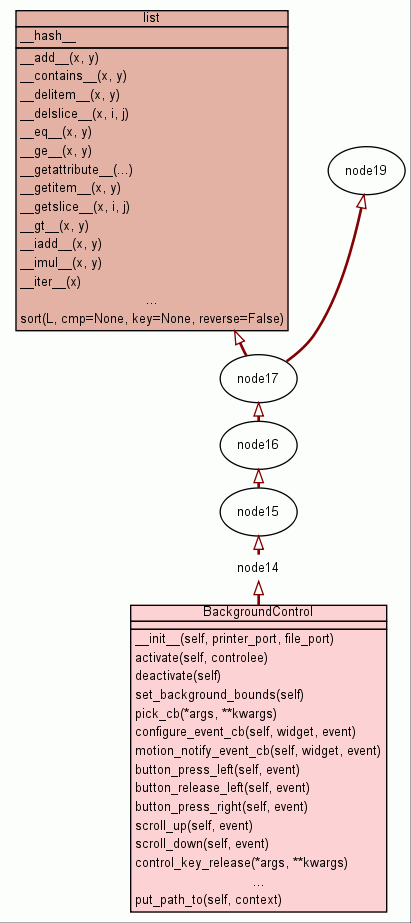 list
__hash__
__add__(x, y)
__contains__(x, y)
__delitem__(x, y)
__delslice__(x, i, j)
__eq__(x, y)
__ge__(x, y)
__getattribute__(...)
__getitem__(x, y)
__getslice__(x, i, j)
__gt__(x, y)
__iadd__(x, y)
__imul__(x, y)
__iter__(x)
...
sort(L, cmp=None, key=None, reverse=False)
node19
node17
node16
node15
node14
BackgroundControl
__init__(self, printer_port, file_port)
activate(self, controlee)
deactivate(self)
set_background_bounds(self)
pick_cb(*args, **kwargs)
configure_event_cb(self, widget, event)
motion_notify_event_cb(self, widget, event)
button_press_left(self, event)
button_release_left(self, event)
button_press_right(self, event)
scroll_up(self, event)
scroll_down(self, event)
control_key_release(*args, **kwargs)
...
put_path_to(self, context)